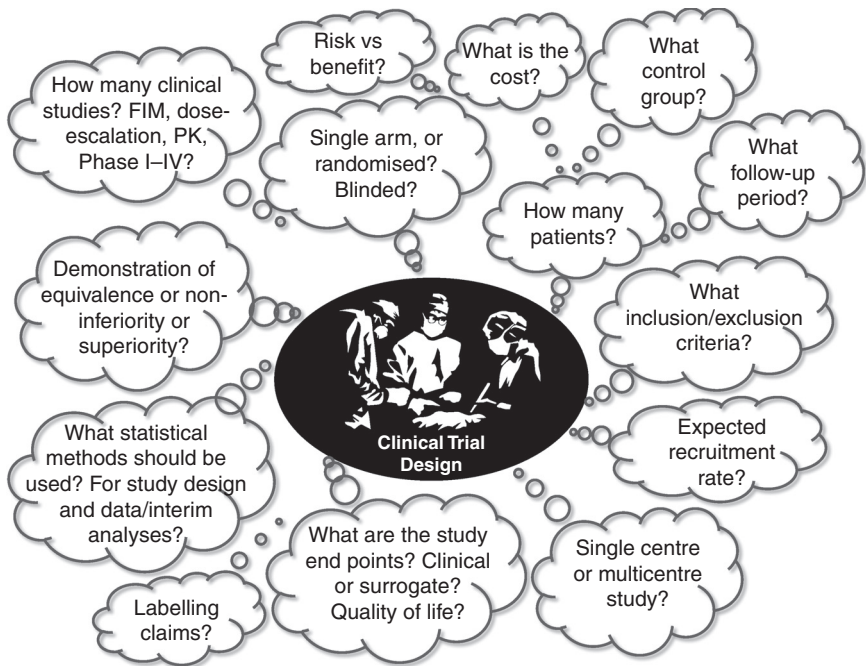 Risk vs
benefit?
What is the
cost?
What
control
group?
How many clinical
studies? FIM, dose-
escalation, PK,
Phase I–IV?
Single arm, or
randomised?
Blinded?
What
follow-up
period?
How many
patients?
Demonstration of
equivalence or non-
inferiority or
superiority?
What
inclusion/exclusion
criteria?
Clinical Trial
Design
What statistical
methods should be
used? For study design
and data/interim
analyses?
Expected
recruitment
rate?
What are the study
end points? Clinical
or surrogate?
Quality of life?
Single centre
or multicentre
study?
Labelling
claims?